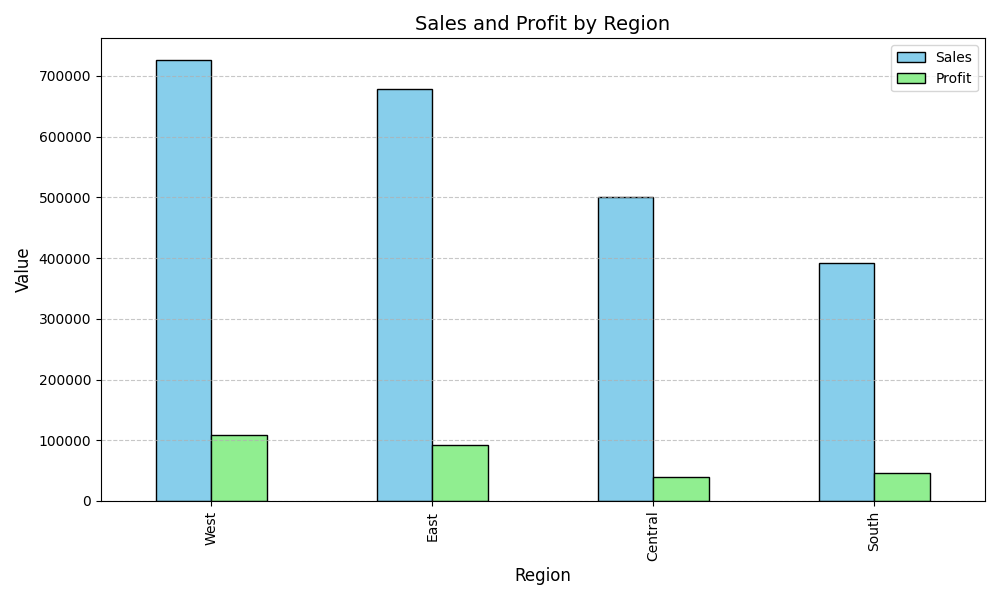 Sales and Profit by Region
Sales
Profit
Value
700000
600000
500000
400000
300000
200000
100000
0
West
East
Central
South
Region